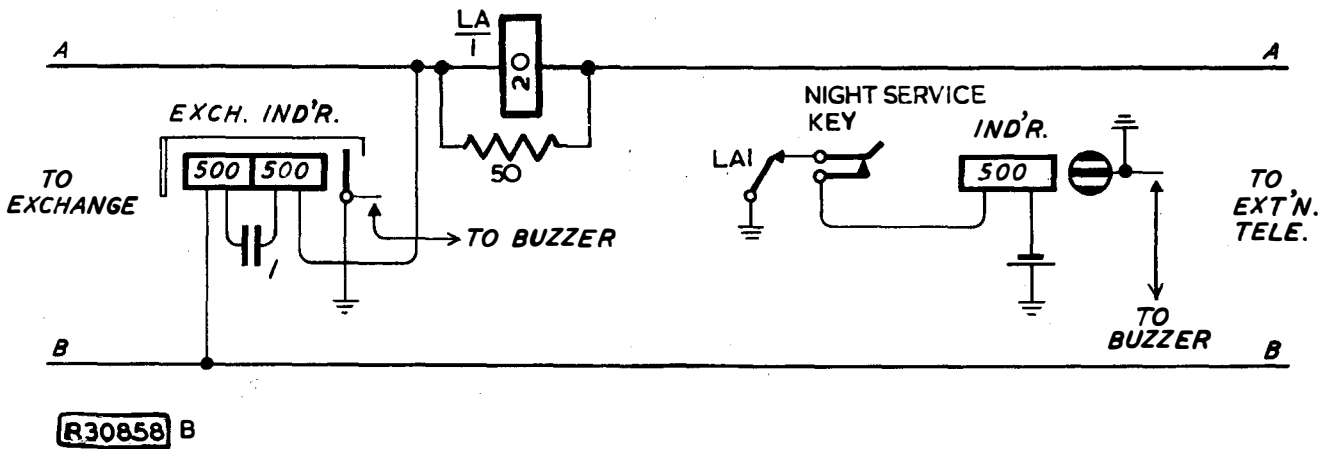 A
LA
1
20
50
A
EXCH. IND'R.
500 500
1
TO BUZZER
TO
EXCHANGE
NIGHT SERVICE
KEY
LA1
IND'R.
500
TO
BUZZER
TO
EXT'N.
TELE.
B
B
R30858 B